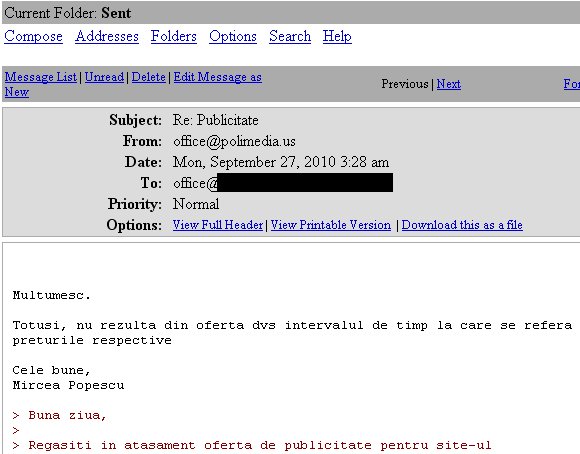 Current Folder: Sent
Compose Addresses Folders Options Search Help
Message List | Unread | Delete | Edit Message as New Previous | Next
Subject: Re: Publicitate
From: office@polimedia.us
Date: Mon, September 27, 2010 3:28 am
To: office@
Priority: Normal
Options: View Full Header | View Printable Version | Download this as a file
Multumesc.
Totusi, nu rezulta din oferta dvs intervalul de timp la care se refera
preturile respective
Cele bune,
Mircea Popescu
> Buna ziua,
>
> Regasiti in atasament oferta de publicitate pentru site-ul